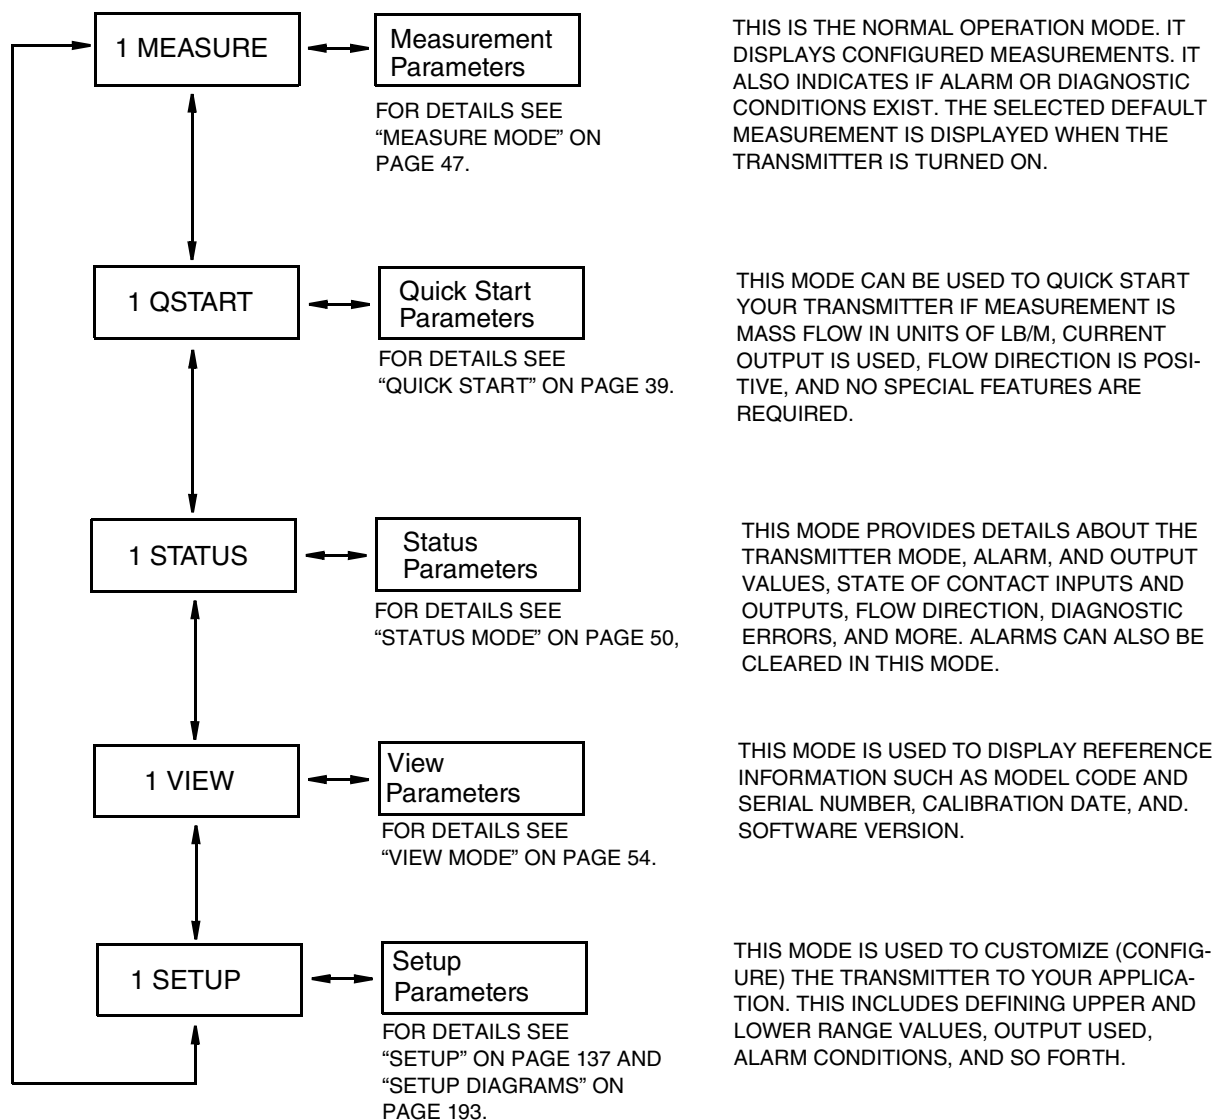 1 MEASURE
Measurement
Parameters
FOR DETAILS SEE
“MEASURE MODE” ON
PAGE 47.
THIS IS THE NORMAL OPERATION MODE. IT
DISPLAYS CONFIGURED MEASUREMENTS. IT
ALSO INDICATES IF ALARM OR DIAGNOSTIC
CONDITIONS EXIST. THE SELECTED DEFAULT
MEASUREMENT IS DISPLAYED WHEN THE
TRANSMITTER IS TURNED ON.
1 QSTART
Quick Start
Parameters
FOR DETAILS SEE
“QUICK START” ON PAGE 39.
THIS MODE CAN BE USED TO QUICK START
YOUR TRANSMITTER IF MEASUREMENT IS
MASS FLOW IN UNITS OF LB/M, CURRENT
OUTPUT IS USED, FLOW DIRECTION IS POSI-
TIVE, AND NO SPECIAL FEATURES ARE
REQUIRED.
1 STATUS
Status
Parameters
FOR DETAILS SEE
“STATUS MODE” ON PAGE 50,
THIS MODE PROVIDES DETAILS ABOUT THE
TRANSMITTER MODE, ALARM, AND OUTPUT
VALUES, STATE OF CONTACT INPUTS AND
OUTPUTS, FLOW DIRECTION, DIAGNOSTIC
ERRORS, AND MORE. ALARMS CAN ALSO BE
CLEARED IN THIS MODE.
1 VIEW
View
Parameters
FOR DETAILS SEE
“VIEW MODE” ON PAGE 54.
THIS MODE IS USED TO DISPLAY REFERENCE
INFORMATION SUCH AS MODEL CODE AND
SERIAL NUMBER, CALIBRATION DATE, AND.
SOFTWARE VERSION.
1 SETUP
Setup
Parameters
FOR DETAILS SEE
“SETUP” ON PAGE 137 AND
“SETUP DIAGRAMS” ON
PAGE 193.
THIS MODE IS USED TO CUSTOMIZE (CONFIG-
URE) THE TRANSMITTER TO YOUR APPLICA-
TION. THIS INCLUDES DEFINING UPPER AND
LOWER RANGE VALUES, OUTPUT USED,
ALARM CONDITIONS, AND SO FORTH.